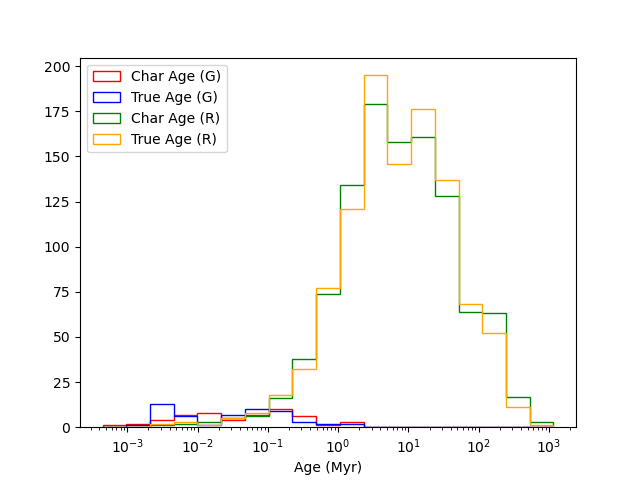 Char Age (G)
True Age (G)
Char Age (R)
True Age (R)
200
175
150
125
100
75
50
25
0
10⁻³ 10⁻² 10⁻¹ 10⁰ 10¹ 10² 10³
Age (Myr)